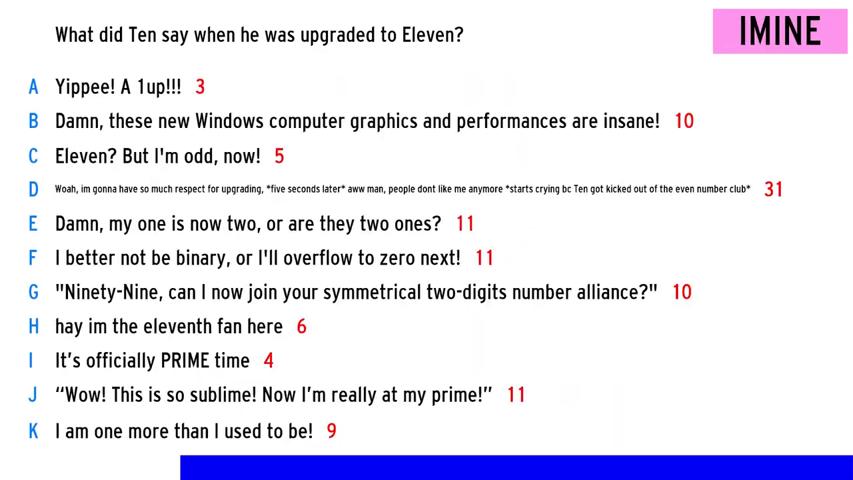 What did Ten say when he was upgraded to Eleven?
IMINE
A Yippee! A 1up!!! 3
B Damn, these new Windows computer graphics and performances are insane! 10
C Eleven? But I'm odd, now! 5
D Woah, im gonna have so much respect for upgrading, *five seconds later* aww man, people dont like me anymore *starts crying bc Ten got kicked out of the even number club* 31
E Damn, my one is now two, or are they two ones? 11
F I better not be binary, or I'll overflow to zero next! 11
G "Ninety-Nine, can I now join your symmetrical two-digits number alliance?" 10
H hay im the eleventh fan here 6
I It’s officially PRIME time 4
J “Wow! This is so sublime! Now I’m really at my prime!” 11
K I am one more than I used to be! 9